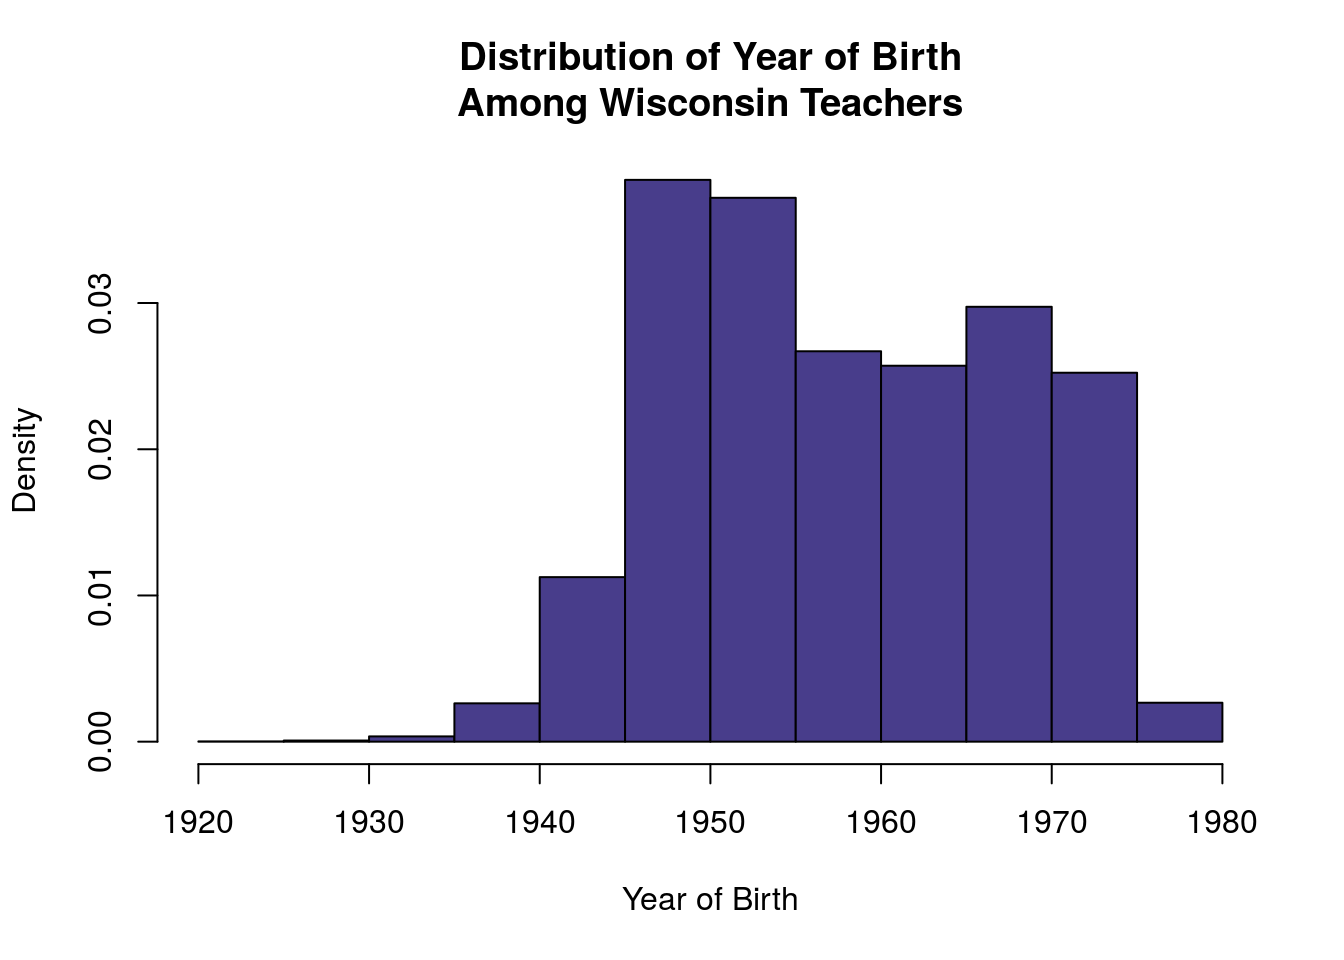 Distribution of Year of Birth
Among Wisconsin Teachers
Density
0.03
0.02
0.01
0.00
1920 1930 1940 1950 1960 1970 1980
Year of Birth